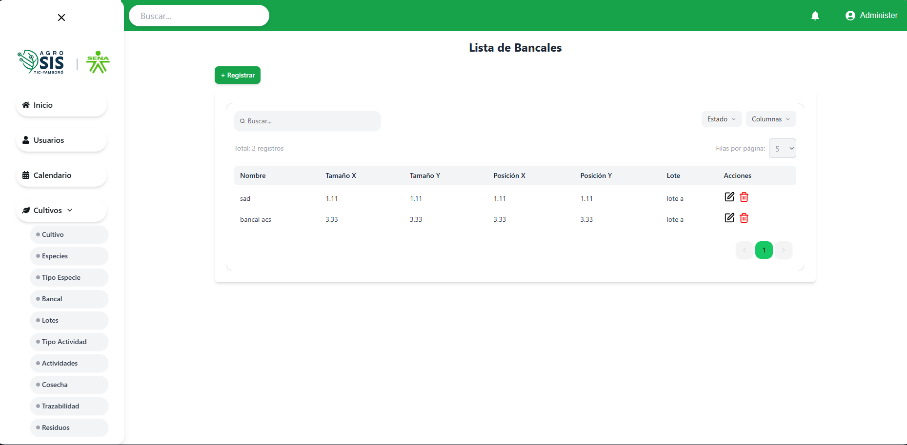 Buscar...
Administer
AGRO
SIS
TIC-YAMBORÓ
SENA
Inicio
Usuarios
Calendario
Cultivos
Cultivo
Especies
Tipo Especie
Bancal
Lotes
Tipo Actividad
Actividades
Cosecha
Trazabilidad
Residuos
Lista de Bancales
+ Registrar
Buscar...
Estado
Columnas
Total: 2 registros
Filas por página: 5
Nombre Tamaño X Tamaño Y Posición X Posición Y Lote Acciones
sad 1.11 1.11 1.11 1.11 lote a
bancal acs 3.33 3.33 3.33 3.33 lote a
1